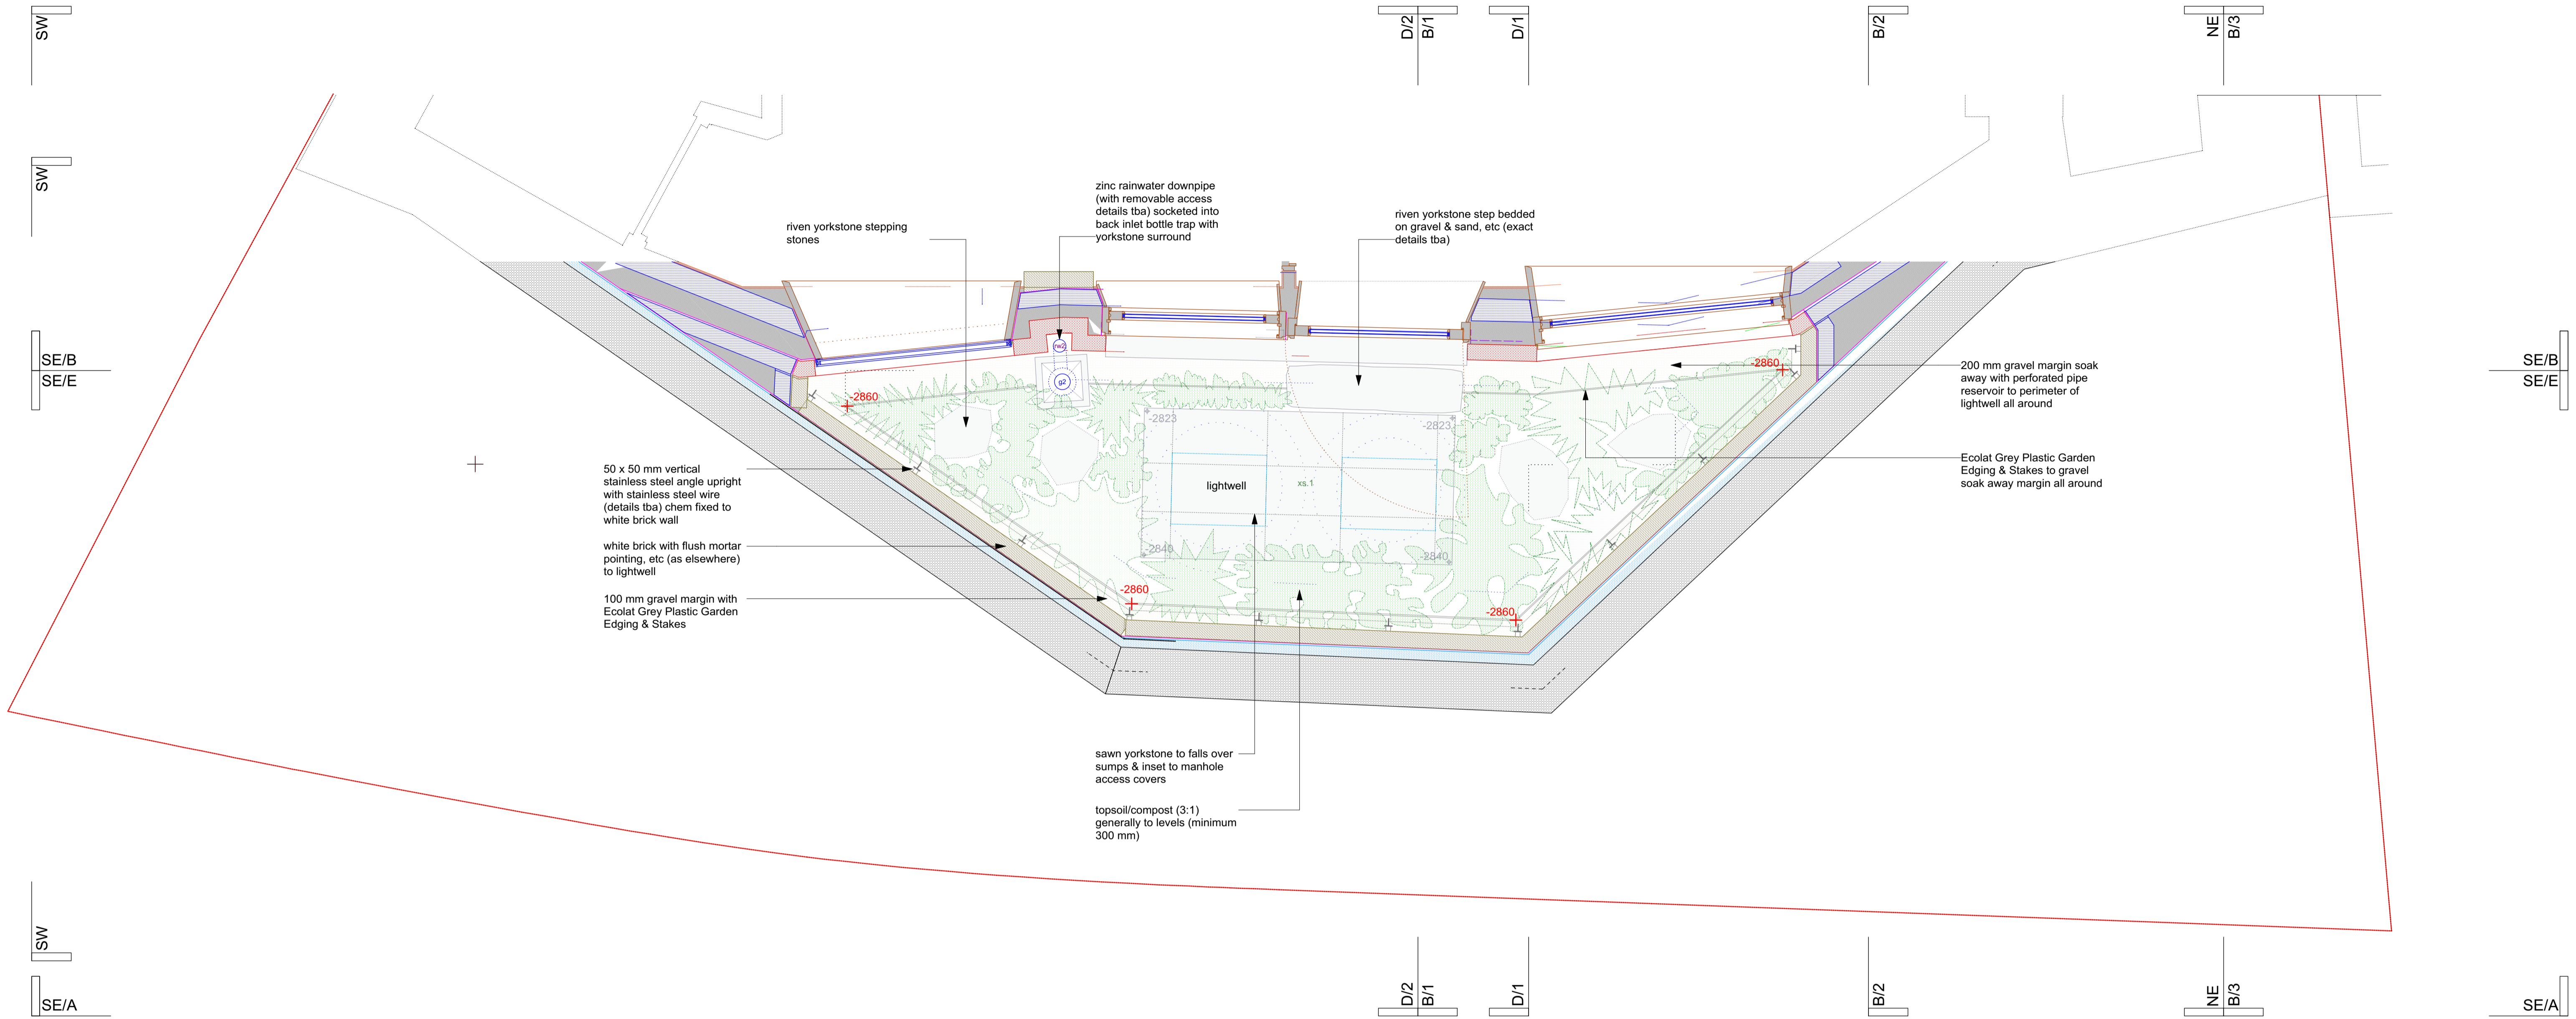 SW
D/2
B/1
D/1
B/2
NE
B/3
SW
zinc rainwater downpipe
(with removable access
details tba) socketed into
back inlet bottle trap with
yorkstone surround
riven yorkstone stepping
stones
riven yorkstone step bedded
on gravel & sand, etc (exact
details tba)
SE/B
SE/E
rw2
g2
-2860
-2860
200 mm gravel margin soak
away with perforated pipe
reservoir to perimeter of
lightwell all around
SE/B
SE/E
-2823
-2823
50 x 50 mm vertical
stainless steel angle upright
with stainless steel wire
(details tba) chem fixed to
white brick wall
lightwell
xs.1
Ecolat Grey Plastic Garden
Edging & Stakes to gravel
soak away margin all around
white brick with flush mortar
pointing, etc (as elsewhere)
to lightwell
-2840
-2840
100 mm gravel margin with
Ecolat Grey Plastic Garden
Edging & Stakes
-2860
-2860
sawn yorkstone to falls over
sumps & inset to manhole
access covers
topsoil/compost (3:1)
generally to levels (minimum
300 mm)
SW
SE/A
D/2
B/1
D/1
B/2
NE
B/3
SE/A